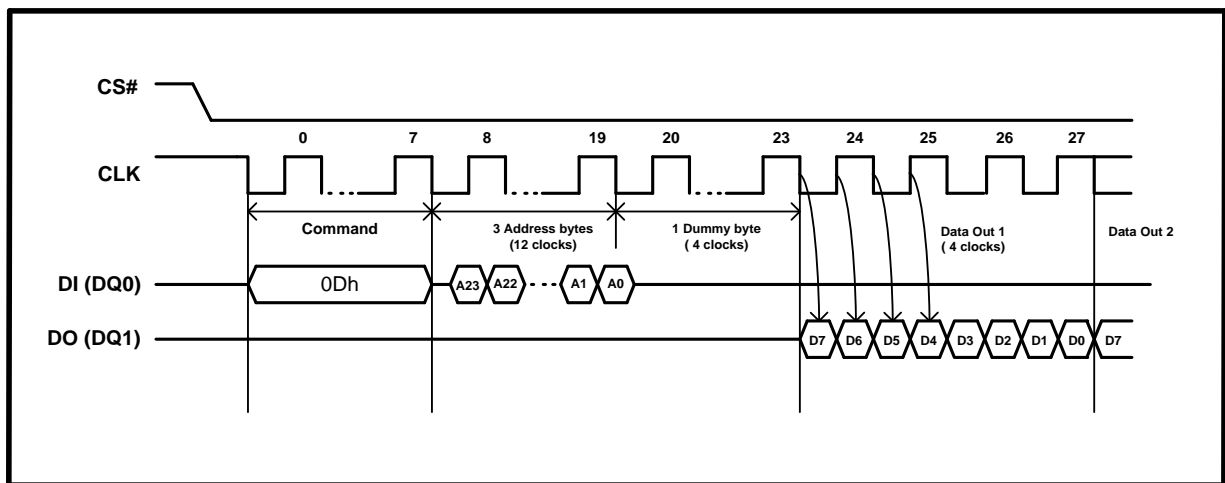 CS#
0 7 8 19 20 23 24 25 26 27
CLK
Command
3 Address bytes
(12 clocks)
1 Dummy byte
( 4 clocks)
Data Out 1
( 4 clocks)
Data Out 2
DI (DQ0)
0Dh
A23 A22 A1 A0
DO (DQ1)
D7 D6 D5 D4 D3 D2 D1 D0 D7